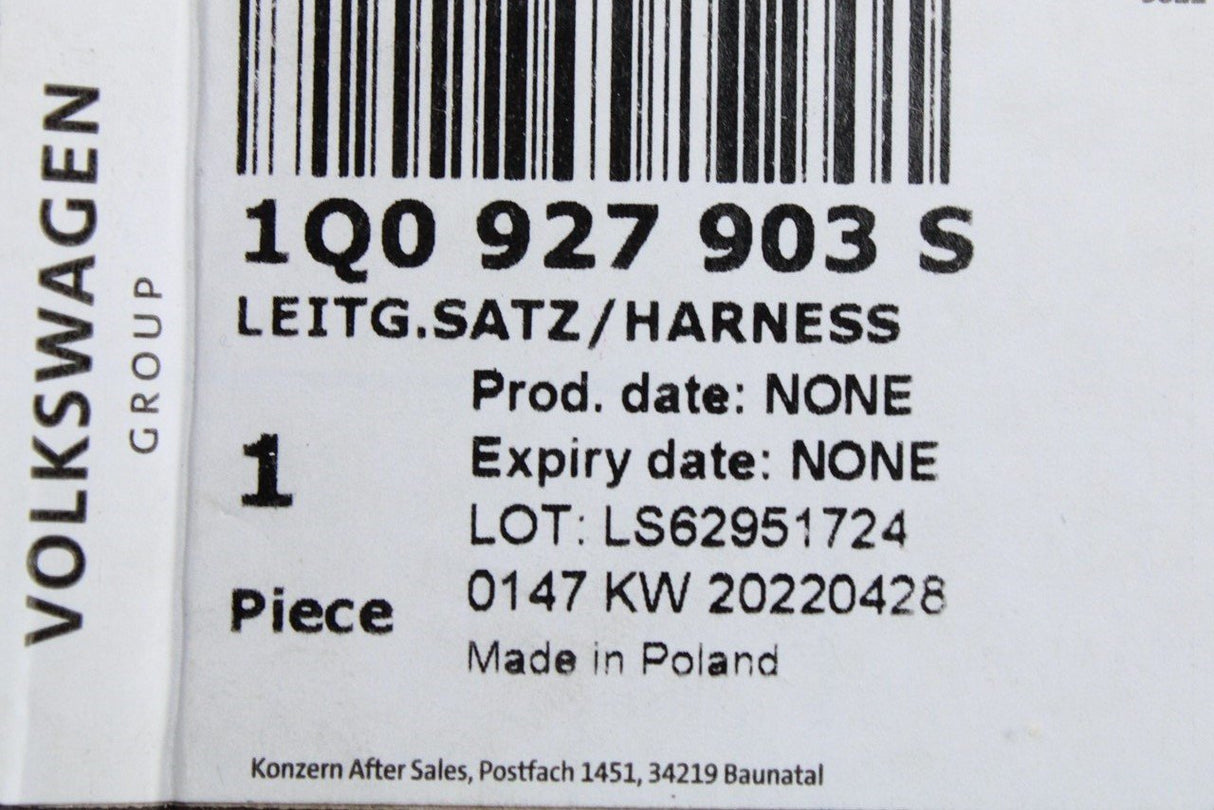 VOLKSWAGEN
GROUP
1Q0 927 903 S
LEITG.SATZ/HARNESS
Prod. date: NONE
Expiry date: NONE
1
LOT: LS62951724
0147 KW 20220428
Piece
Made in Poland
Konzern After Sales, Postfach 1451, 34219 Baunatal